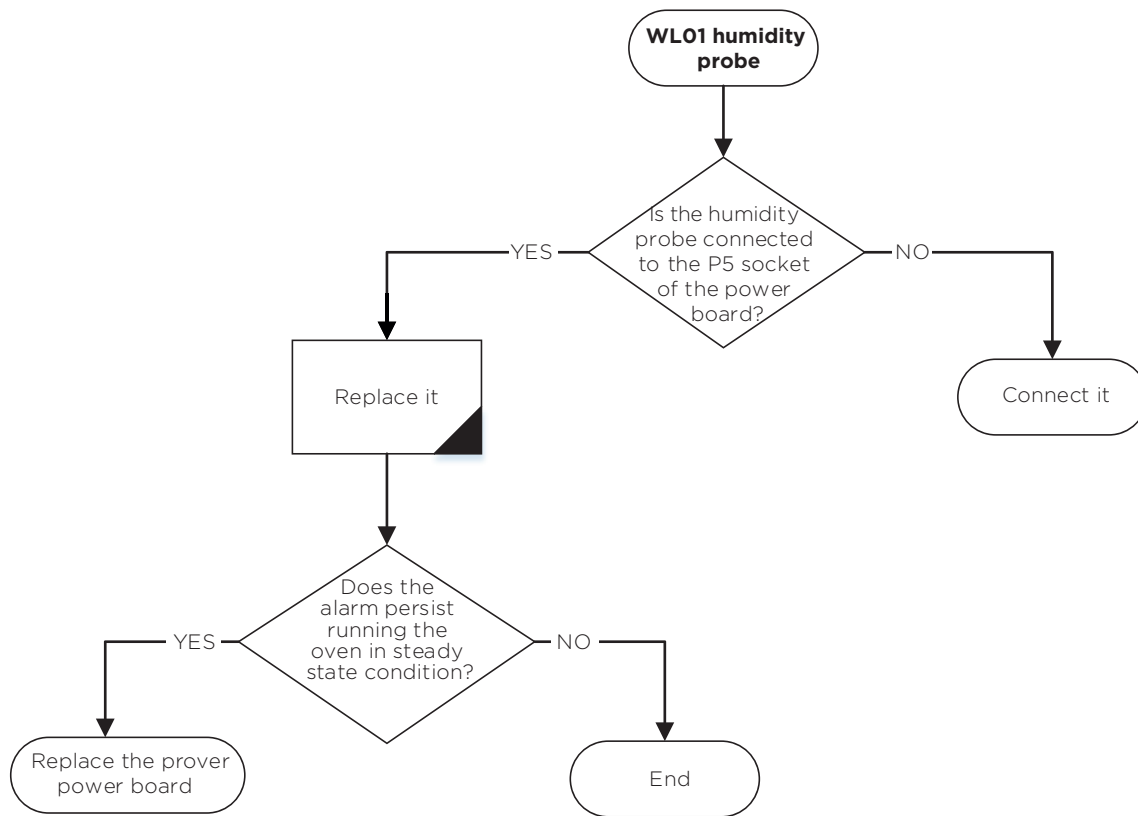 WL01 humidity
probe
Is the humidity
probe connected
to the P5 socket
of the power
board?
YES
NO
Replace it
Connect it
Does the
alarm persist
running the
oven in steady
state condition?
YES
NO
Replace the prover
power board
End